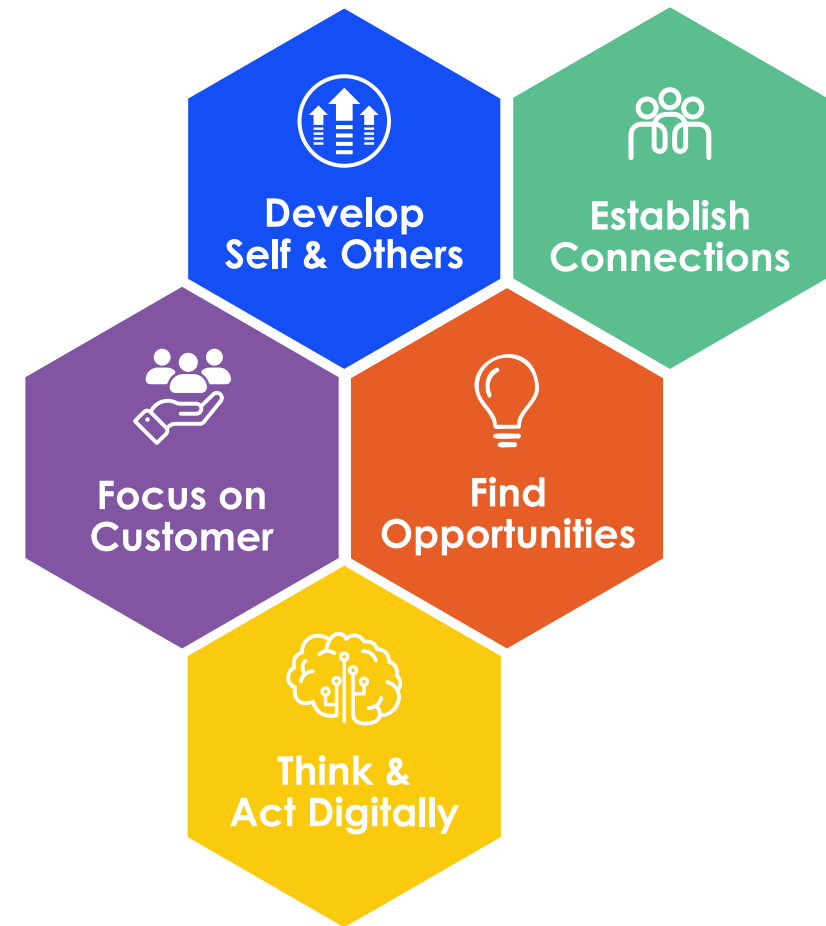 Develop
Self & Others
Establish
Connections
Focus on
Customer
Find
Opportunities
Think &
Act Digitally